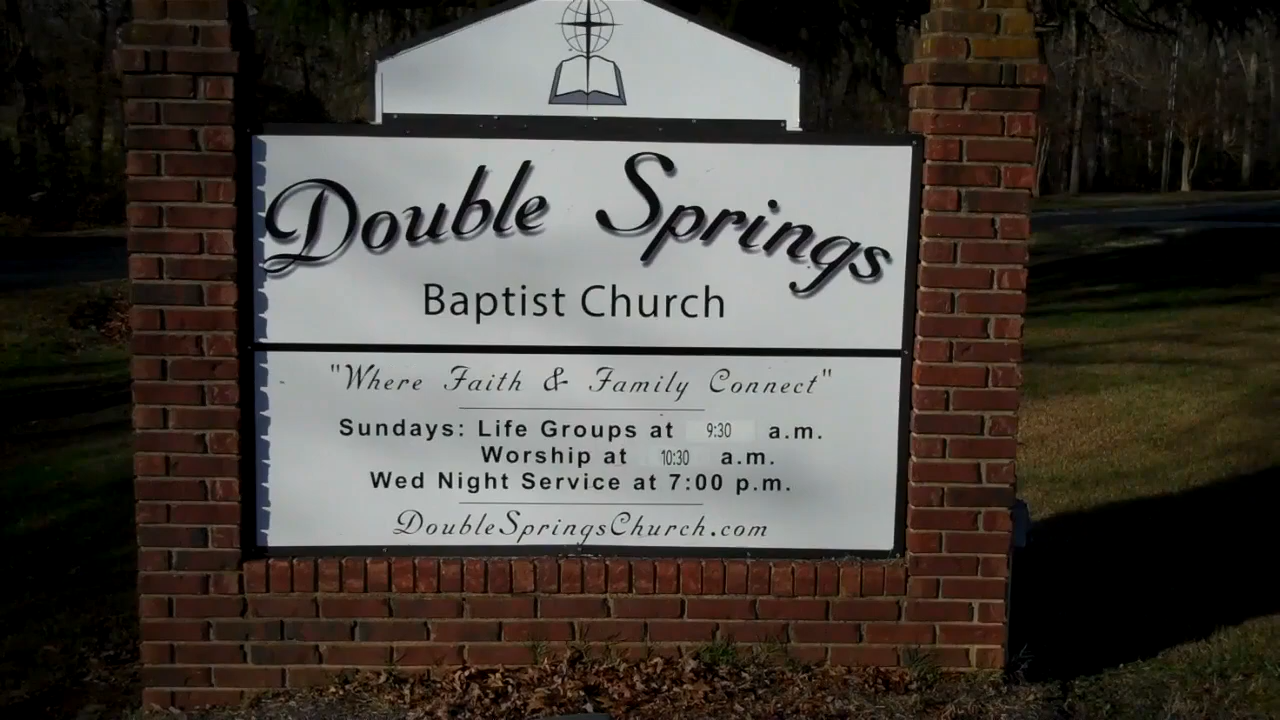 Double Springs
Baptist Church
"Where Faith & Family Connect"
Sundays: Life Groups at 9:30 a.m.
Worship at 10:30 a.m.
Wed Night Service at 7:00 p.m.
DoubleSpringsChurch.com